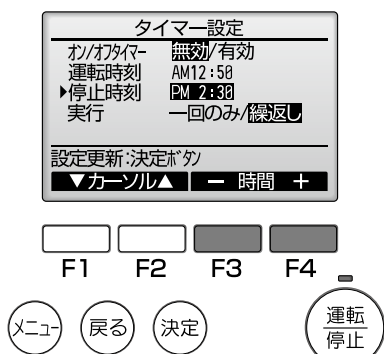 タイマー設定
オン/オフタイマー 無効/有効
運転時刻 AM12:50
▶停止時刻 PM 2:30
実行 一回のみ/繰返し
設定更新:決定ボタン
▼カーソル▲ － 時間 ＋
F1 F2 F3 F4
メニュー 戻る 決定 運転
停止